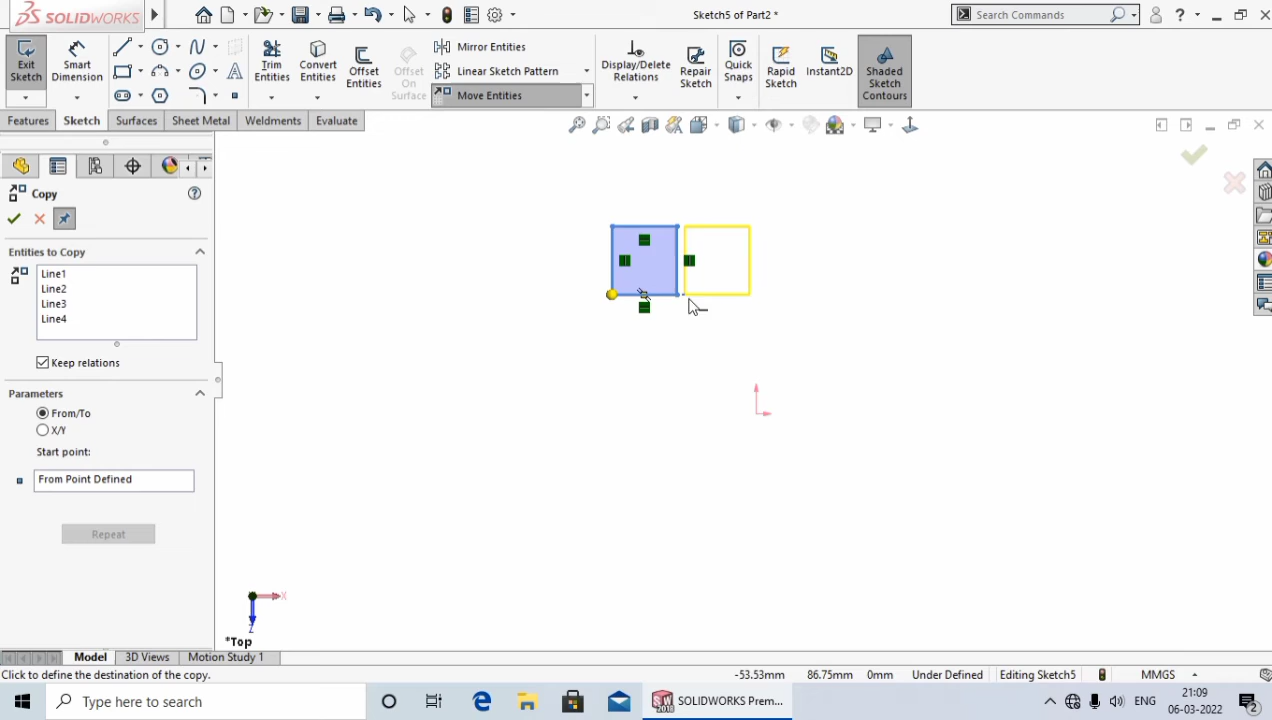 SOLIDWORKS
Sketch5 of Part2 *
Search Commands
?
Exit Sketch
Smart Dimension
Trim Entities
Convert Entities
Offset Entities
Offset On Surface
Mirror Entities
Linear Sketch Pattern
Move Entities
Display/Delete Relations
Repair Sketch
Quick Snaps
Rapid Sketch
Instant2D
Shaded Sketch Contours
Features
Sketch
Surfaces
Sheet Metal
Weldments
Evaluate
Copy
?
Entities to Copy
Line1
Line2
Line3
Line4
Keep relations
Parameters
From/To
X/Y
Start point:
From Point Defined
Repeat
X
Z
*Top
Model
3D Views
Motion Study 1
Click to define the destination of the copy.
-53.53mm
86.75mm
0mm
Under Defined
Editing Sketch5
MMGS
Type here to search
SOLIDWORKS Prem...
ENG
21:09
06-03-2022
2